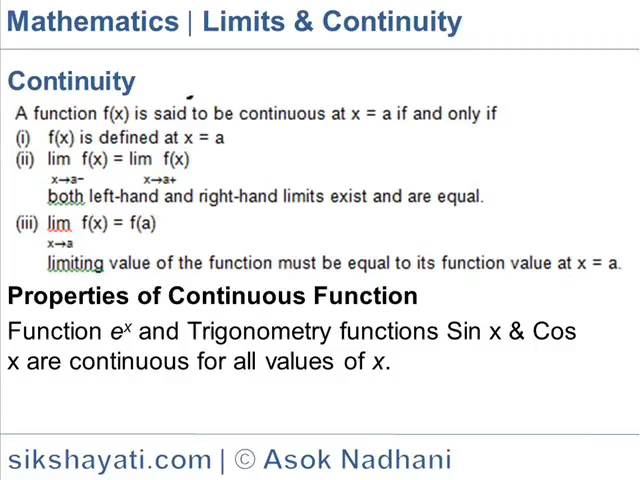 Mathematics | Limits & Continuity
Continuity
A function f(x) is said to be continuous at x = a if and only if
(i) f(x) is defined at x = a
(ii) lim f(x) = lim f(x)
x→a− x→a+
both left-hand and right-hand limits exist and are equal.
(iii) lim f(x) = f(a)
x→a
limiting value of the function must be equal to its function value at x = a.
Properties of Continuous Function
Function eˣ and Trigonometry functions Sin x & Cos
x are continuous for all values of x.
sikshayati.com | © Asok Nadhani